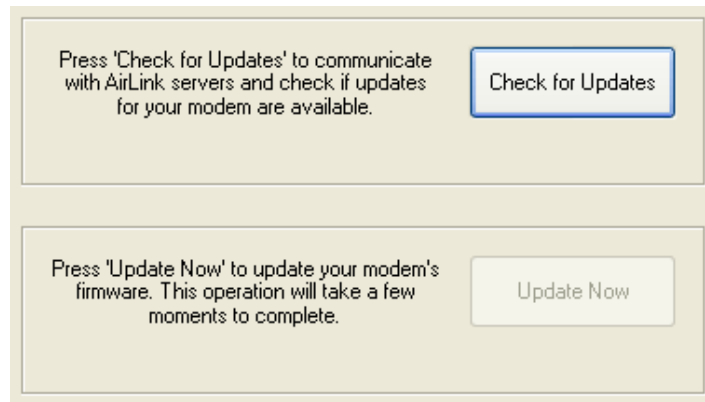 Press 'Check for Updates' to communicate
with AirLink servers and check if updates
for your modem are available.
Check for Updates
Press 'Update Now' to update your modem's
firmware. This operation will take a few
moments to complete.
Update Now